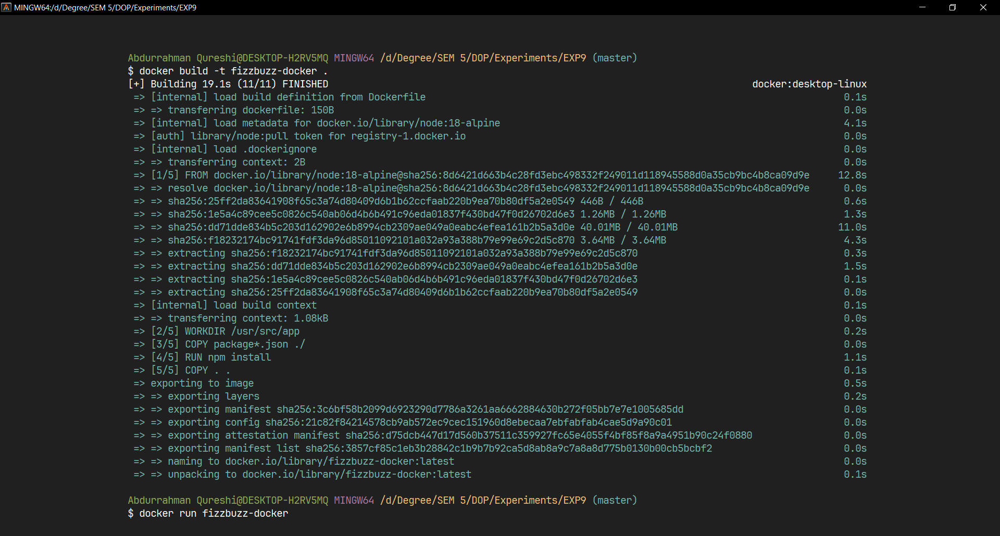 MINGW64:/d/Degree/SEM 5/DOP/Experiments/EXP9
Abdurrahman Qureshi@DESKTOP-H2RV5MQ MINGW64 /d/Degree/SEM 5/DOP/Experiments/EXP9 (master)
$ docker build -t fizzbuzz-docker .
[+] Building 19.1s (11/11) FINISHED docker:desktop-linux
=> [internal] load build definition from Dockerfile 0.1s
=> => transferring dockerfile: 150B 0.0s
=> [internal] load metadata for docker.io/library/node:18-alpine 4.1s
=> [auth] library/node:pull token for registry-1.docker.io 0.0s
=> [internal] load .dockerignore 0.0s
=> => transferring context: 2B 0.0s
=> [1/5] FROM docker.io/library/node:18-alpine@sha256:8d6421d663b4c28fd3ebc498332f249011d118945588d0a35cb9bc4b8ca09d9e 12.8s
=> => resolve docker.io/library/node:18-alpine@sha256:8d6421d663b4c28fd3ebc498332f249011d118945588d0a35cb9bc4b8ca09d9e 0.0s
=> => sha256:25ff2da83641908f65c3a74d80409d6b1b62ccfaab220b9ea70b80df5a2e0549 446B / 446B 0.6s
=> => sha256:1e5a4c89cee5c0826c540ab06d4b6b491c96eda01837f430bd47f0d26702d6e3 1.26MB / 1.26MB 1.3s
=> => sha256:dd71dde834b5c203d162902e6b8994cb2309ae049a0eabc4efea161b2b5a3d0e 40.01MB / 40.01MB 11.0s
=> => sha256:f18232174bc91741fdf3da96d85011092101a032a93a388b79e99e69c2d5c870 3.64MB / 3.64MB 4.3s
=> => extracting sha256:f18232174bc91741fdf3da96d85011092101a032a93a388b79e99e69c2d5c870 0.3s
=> => extracting sha256:dd71dde834b5c203d162902e6b8994cb2309ae049a0eabc4efea161b2b5a3d0e 1.5s
=> => extracting sha256:1e5a4c89cee5c0826c540ab06d4b6b491c96eda01837f430bd47f0d26702d6e3 0.1s
=> => extracting sha256:25ff2da83641908f65c3a74d80409d6b1b62ccfaab220b9ea70b80df5a2e0549 0.0s
=> [internal] load build context 0.1s
=> => transferring context: 1.08kB 0.0s
=> [2/5] WORKDIR /usr/src/app 0.2s
=> [3/5] COPY package*.json ./ 0.0s
=> [4/5] RUN npm install 1.1s
=> [5/5] COPY . . 0.1s
=> exporting to image 0.5s
=> => exporting layers 0.2s
=> => exporting manifest sha256:3c6bf58b2099d6923290d7786a3261aa6662884630b272f05bb7e7e1005685dd 0.0s
=> => exporting config sha256:21c82f84214578cb9ab572ec9cec151960d8ebecaa7ebfabfab4cae5d9a90c01 0.0s
=> => exporting attestation manifest sha256:d75dcb447d17d560b37511c359927fc65e4055f4bf85f8a9a4951b90c24f0880 0.0s
=> => exporting manifest list sha256:3857cf85c1eb3b28842c1b9b7b92ca5d8ab8a9c7a8a8d775b0130b00cb5bcbf2 0.0s
=> => naming to docker.io/library/fizzbuzz-docker:latest 0.0s
=> => unpacking to docker.io/library/fizzbuzz-docker:latest 0.1s
Abdurrahman Qureshi@DESKTOP-H2RV5MQ MINGW64 /d/Degree/SEM 5/DOP/Experiments/EXP9 (master)
$ docker run fizzbuzz-docker